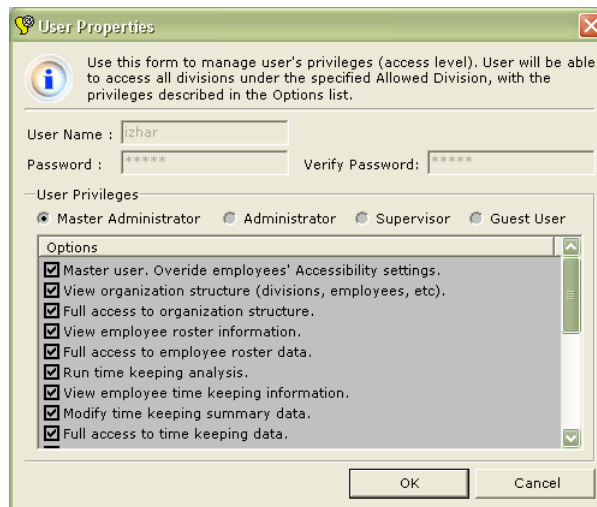 User Properties
Use this form to manage user's privileges (access level). User will be able
to access all divisions under the specified Allowed Division, with the
privileges described in the Options list.
User Name : izhar
Password : ***** Verify Password: *****
User Privileges
Master Administrator Administrator Supervisor Guest User
Options
Master user. Overide employees' Accessibility settings.
View organization structure (divisions, employees, etc).
Full access to organization structure.
View employee roster information.
Full access to employee roster data.
Run time keeping analysis.
View employee time keeping information.
Modify time keeping summary data.
Full access to time keeping data.
OK Cancel